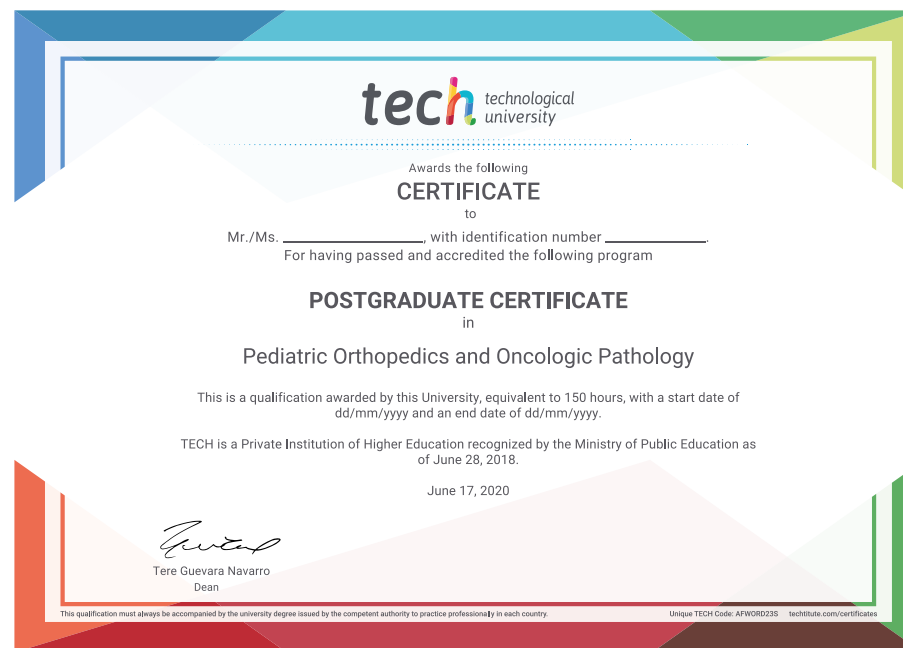 tech technological
university
Awards the following
CERTIFICATE
to
Mr./Ms. ____________________, with identification number ______________.
For having passed and accredited the following program
POSTGRADUATE CERTIFICATE
in
Pediatric Orthopedics and Oncologic Pathology
This is a qualification awarded by this University, equivalent to 150 hours, with a start date of
dd/mm/yyyy and an end date of dd/mm/yyyy.
TECH is a Private Institution of Higher Education recognized by the Ministry of Public Education as
of June 28, 2018.
June 17, 2020
Tere Guevara Navarro
Dean
This qualification must always be accompanied by the university degree issued by the competent authority to practice professionally in each country.
Unique TECH Code: AFWORD23S techtitute.com/certificates